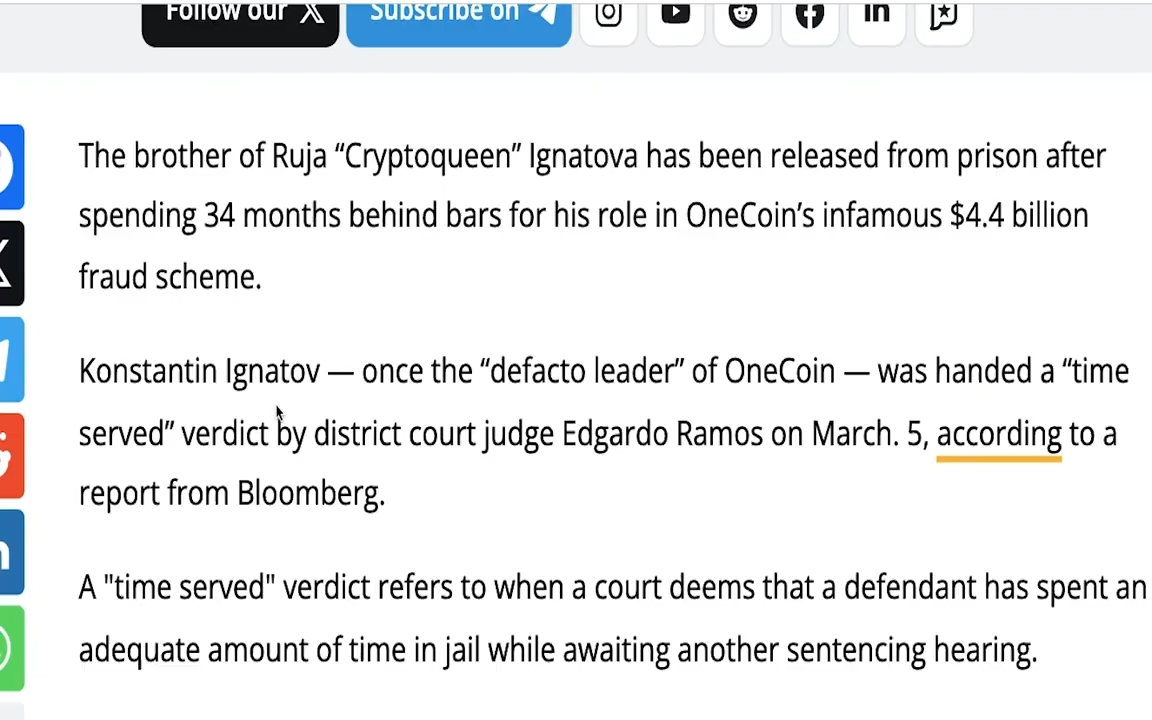 Follow our X
Subscribe on
The brother of Ruja “Cryptoqueen” Ignatova has been released from prison after
spending 34 months behind bars for his role in OneCoin’s infamous $4.4 billion
fraud scheme.
Konstantin Ignatov — once the “defacto leader” of OneCoin — was handed a “time
served” verdict by district court judge Edgardo Ramos on March. 5, according to a
report from Bloomberg.
A "time served" verdict refers to when a court deems that a defendant has spent an
adequate amount of time in jail while awaiting another sentencing hearing.